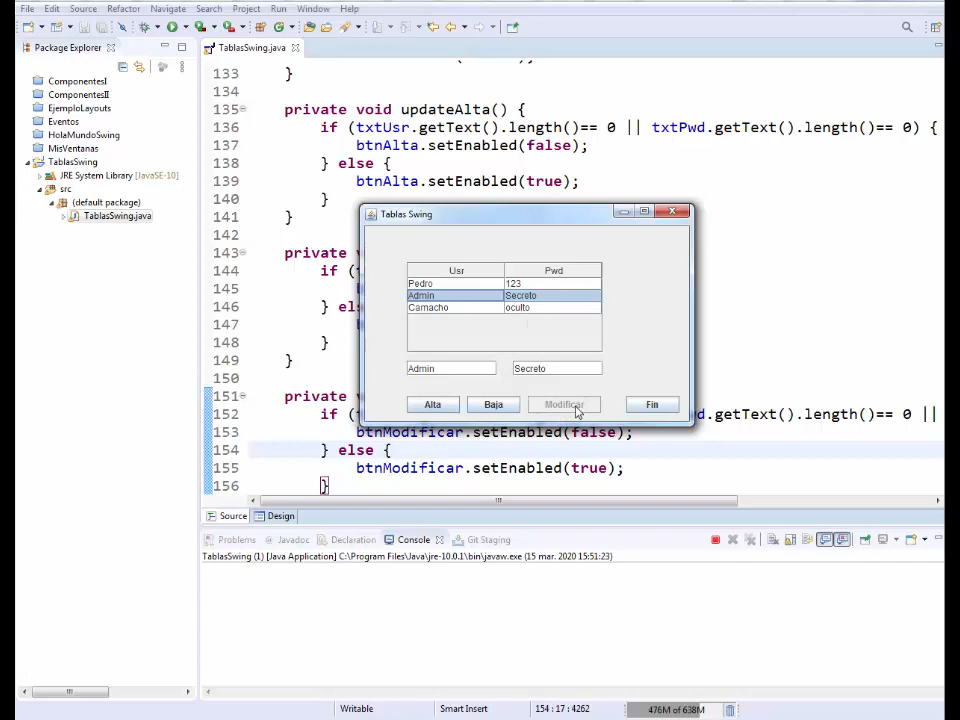 File Edit Source Refactor Navigate Search Project Run Window Help
Package Explorer
TablasSwing.java
ComponentesI
ComponentesII
EjemploLayouts
Eventos
HolaMundoSwing
MisVentanas
TablasSwing
JRE System Library [JavaSE-10]
src
(default package)
TablasSwing.java
133 }
134
135 private void updateAlta() {
136 if (txtUsr.getText().length()== 0 || txtPwd.getText().length()== 0) {
137 btnAlta.setEnabled(false);
138 } else {
139 btnAlta.setEnabled(true);
140 }
141 }
142
143 private
144 if (
145
146 } els
147
148 }
149 }
150
151 private
152 if ( d.getText().length()== 0 ||
153 btnModificar.setEnabled(false);
154 } else {
155 btnModificar.setEnabled(true);
156 }
Tablas Swing
Usr Pwd
Pedro 123
Admin Secreto
Camacho oculto
Admin Secreto
Alta Baja Modificar Fin
Source Design
Problems Javadoc Declaration Console Git Staging
TablasSwing (1) [Java Application] C:\Program Files\Java\jre-10.0.1\bin\javaw.exe (15 mar. 2020 15:51:23)
Writable Smart Insert 154 : 17 : 4262 476M of 638M